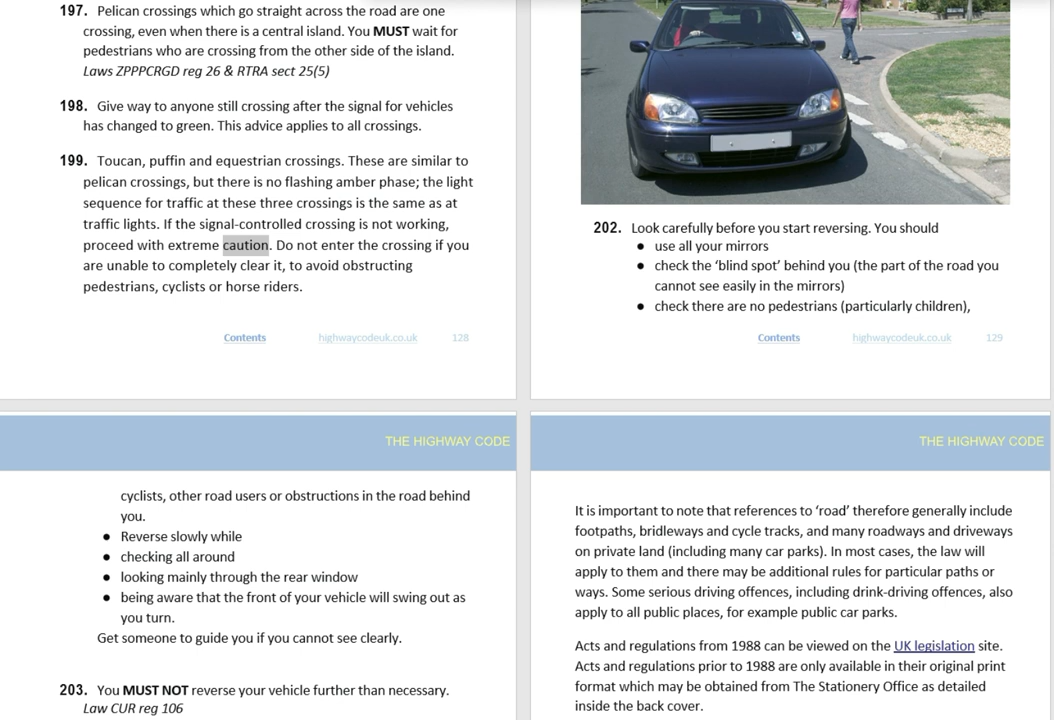 197. Pelican crossings which go straight across the road are one
crossing, even when there is a central island. You MUST wait for
pedestrians who are crossing from the other side of the island.
Laws ZPPPCRGD reg 26 & RTRA sect 25(5)
198. Give way to anyone still crossing after the signal for vehicles
has changed to green. This advice applies to all crossings.
199. Toucan, puffin and equestrian crossings. These are similar to
pelican crossings, but there is no flashing amber phase; the light
sequence for traffic at these three crossings is the same as at
traffic lights. If the signal-controlled crossing is not working,
proceed with extreme caution. Do not enter the crossing if you
are unable to completely clear it, to avoid obstructing
pedestrians, cyclists or horse riders.
Contents highwaycodeuk.co.uk 128
202. Look carefully before you start reversing. You should
● use all your mirrors
● check the ‘blind spot’ behind you (the part of the road you
cannot see easily in the mirrors)
● check there are no pedestrians (particularly children),
Contents highwaycodeuk.co.uk 129
THE HIGHWAY CODE
cyclists, other road users or obstructions in the road behind
you.
● Reverse slowly while
● checking all around
● looking mainly through the rear window
● being aware that the front of your vehicle will swing out as
you turn.
Get someone to guide you if you cannot see clearly.
203. You MUST NOT reverse your vehicle further than necessary.
Law CUR reg 106
THE HIGHWAY CODE
It is important to note that references to ‘road’ therefore generally include
footpaths, bridleways and cycle tracks, and many roadways and driveways
on private land (including many car parks). In most cases, the law will
apply to them and there may be additional rules for particular paths or
ways. Some serious driving offences, including drink-driving offences, also
apply to all public places, for example public car parks.
Acts and regulations from 1988 can be viewed on the UK legislation site.
Acts and regulations prior to 1988 are only available in their original print
format which may be obtained from The Stationery Office as detailed
inside the back cover.